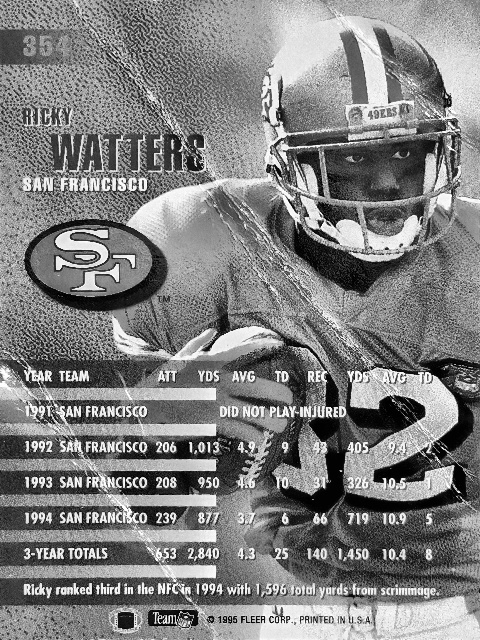 354
RICKY
WATTERS
SAN FRANCISCO
49ERS
SF
TM
32
YEAR TEAM ATT YDS AVG TD REC YDS AVG TD
1991 SAN FRANCISCO DID NOT PLAY-INJURED
1992 SAN FRANCISCO 206 1,013 4.9 9 43 405 9.4 2
1993 SAN FRANCISCO 208 950 4.6 10 31 326 10.5 1
1994 SAN FRANCISCO 239 877 3.7 6 66 719 10.9 5
3-YEAR TOTALS 653 2,840 4.3 25 140 1,450 10.4 8
Ricky ranked third in the NFC in 1994 with 1,596 total yards from scrimmage.
Team NFL © 1995 FLEER CORP., PRINTED IN U.S.A.